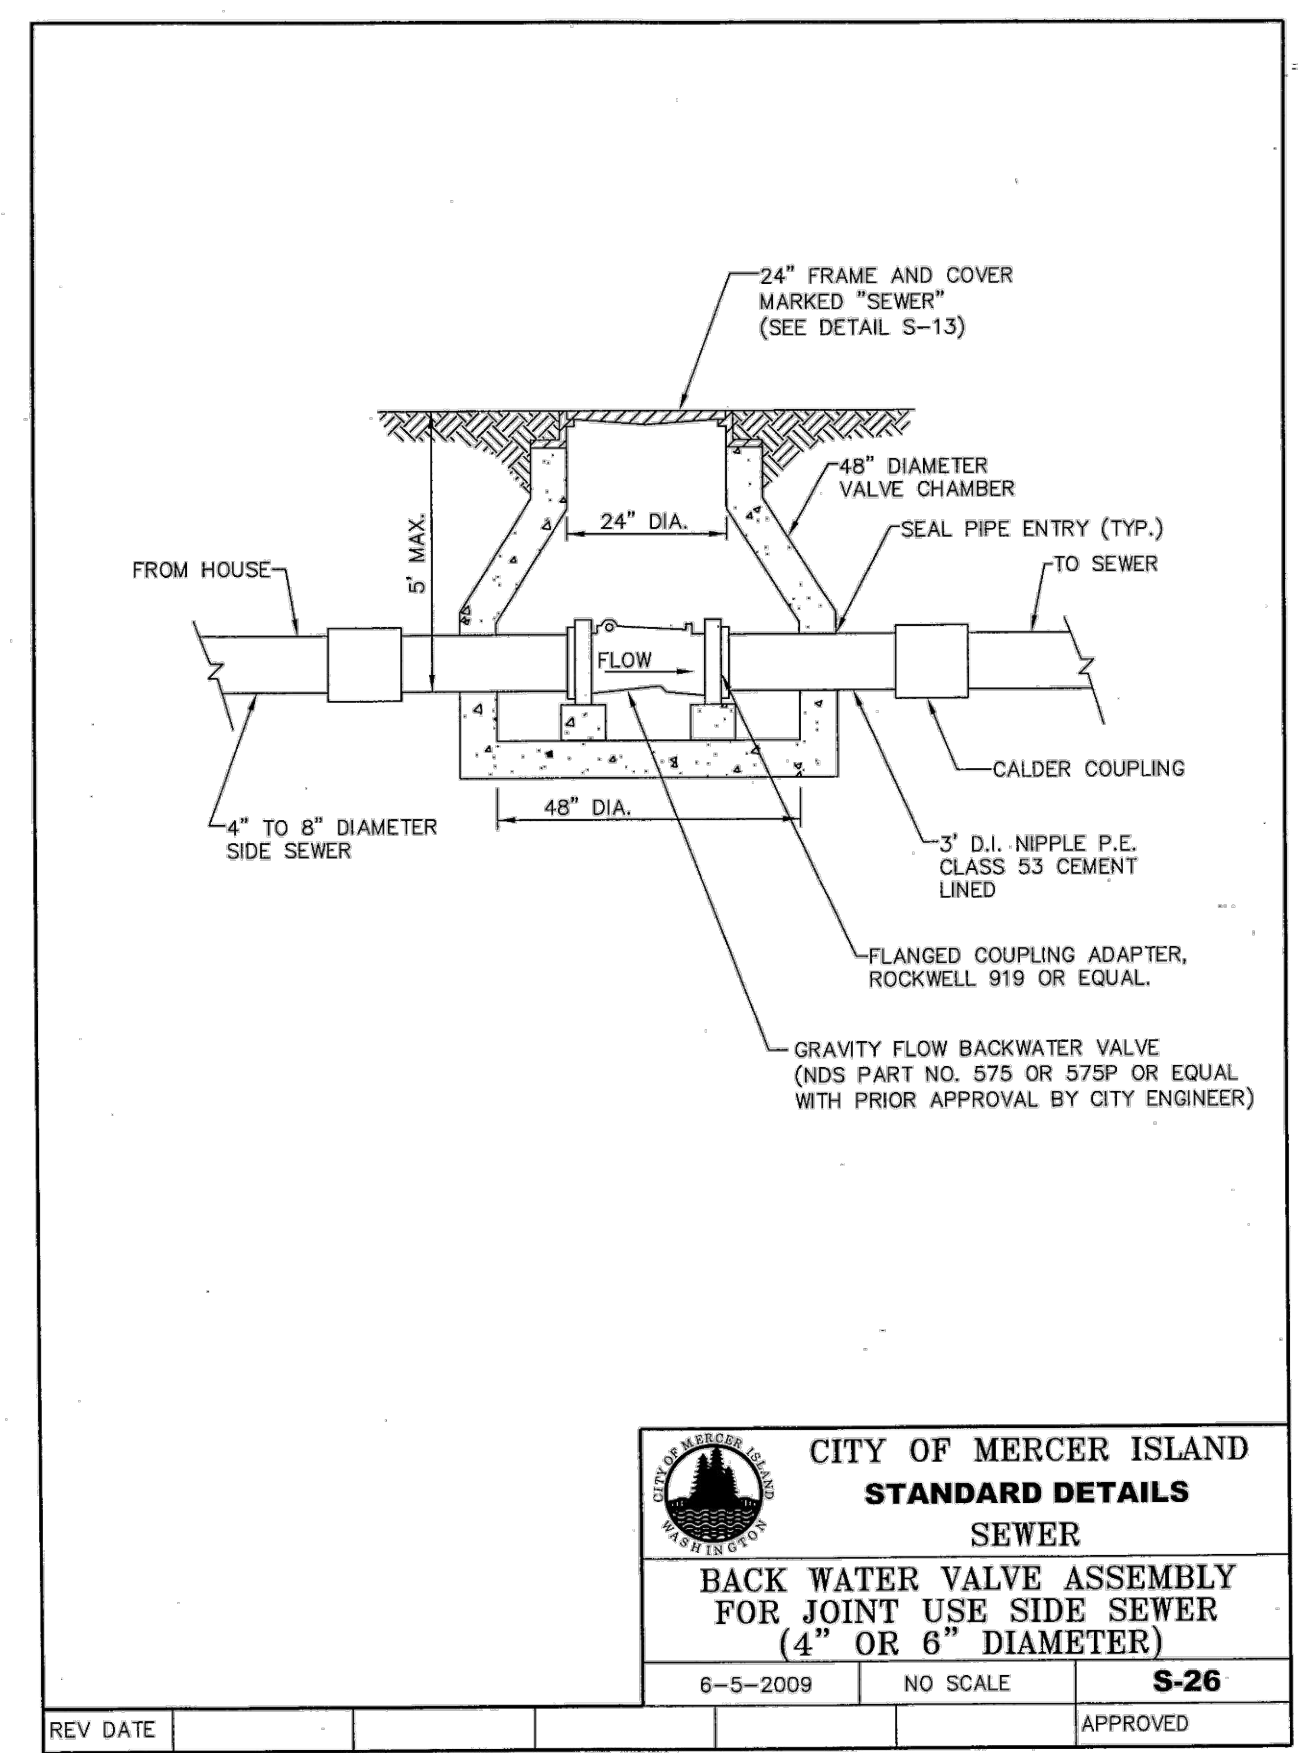 24" FRAME AND COVER
MARKED "SEWER"
(SEE DETAIL S-13)
48" DIAMETER
VALVE CHAMBER
SEAL PIPE ENTRY (TYP.)
TO SEWER
24" DIA.
5' MAX.
FROM HOUSE
FLOW
CALDER COUPLING
48" DIA.
4" TO 8" DIAMETER
SIDE SEWER
3' D.I. NIPPLE P.E.
CLASS 53 CEMENT
LINED
FLANGED COUPLING ADAPTER,
ROCKWELL 919 OR EQUAL.
GRAVITY FLOW BACKWATER VALVE
(NDS PART NO. 575 OR 575P OR EQUAL
WITH PRIOR APPROVAL BY CITY ENGINEER)
CITY OF MERCER ISLAND
WASHINGTON
CITY OF MERCER ISLAND
STANDARD DETAILS
SEWER
BACK WATER VALVE ASSEMBLY
FOR JOINT USE SIDE SEWER
(4" OR 6" DIAMETER)
6-5-2009
NO SCALE
S-26
REV DATE
APPROVED